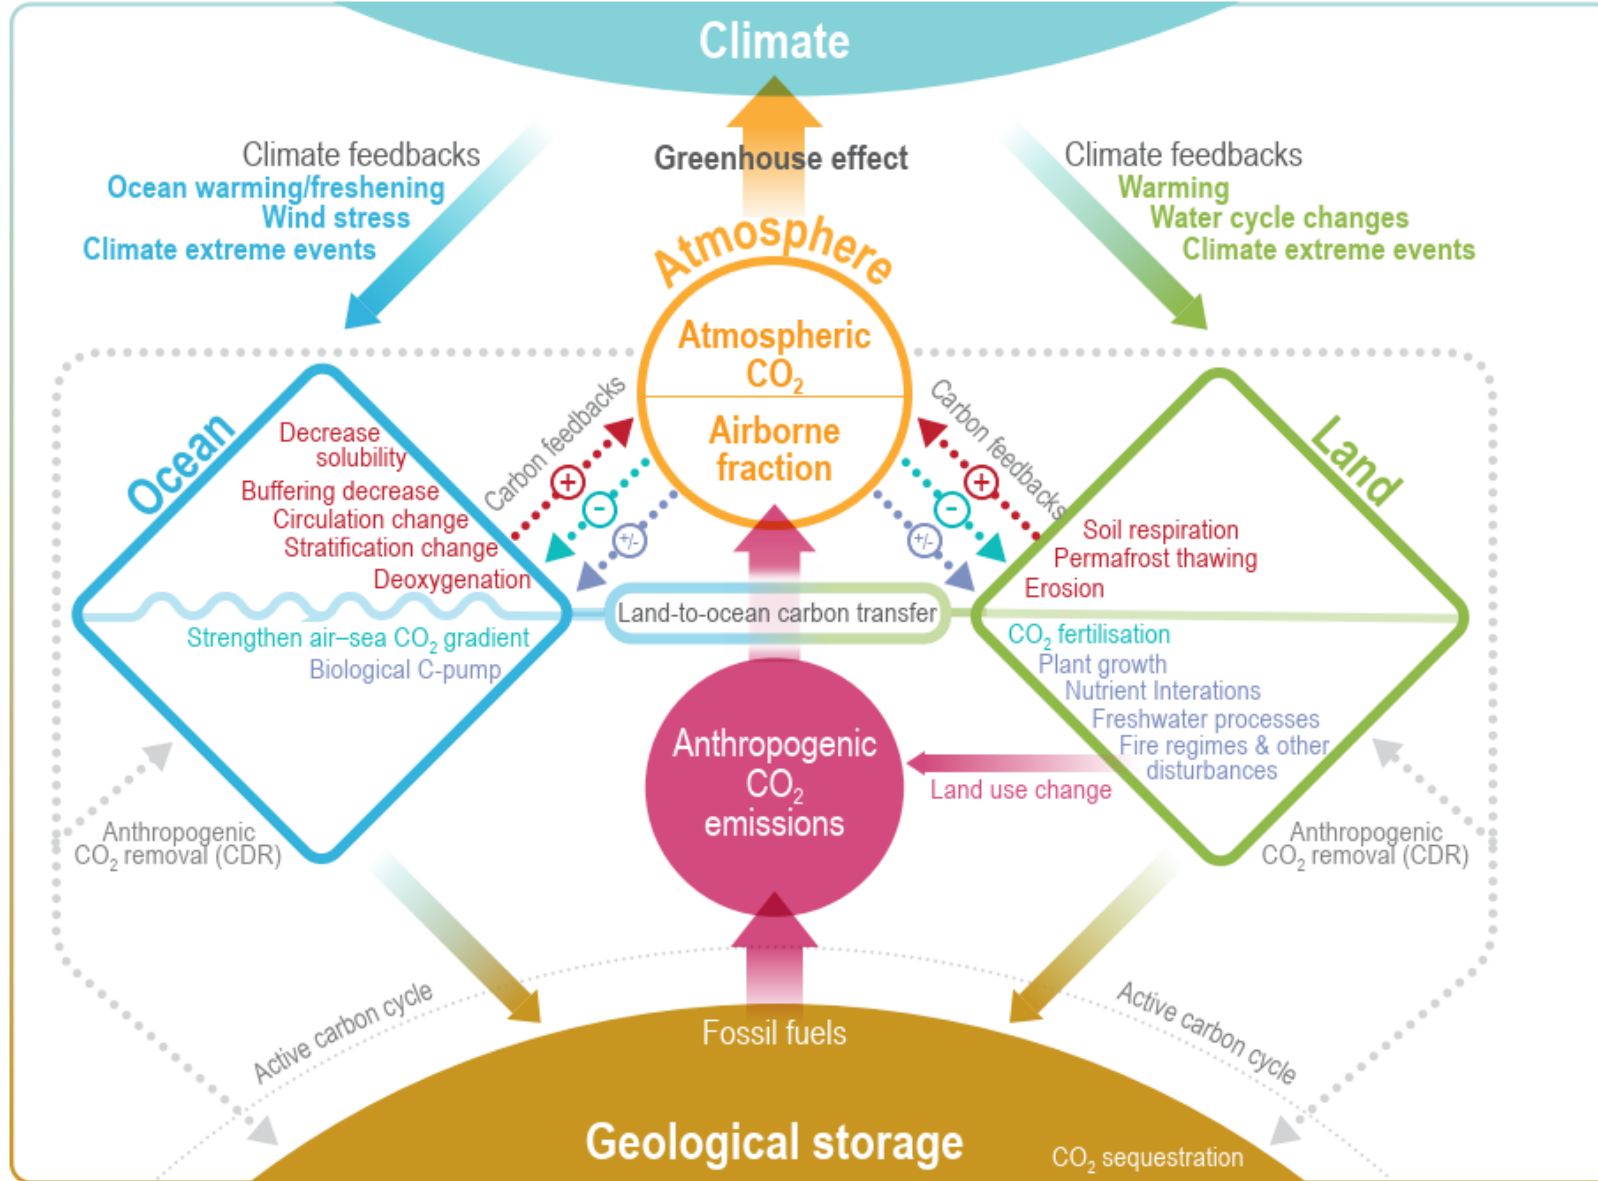 Climate
Greenhouse effect
Climate feedbacks
Ocean warming/freshening
Wind stress
Climate extreme events
Climate feedbacks
Warming
Water cycle changes
Climate extreme events
Atmosphere
Atmospheric
CO₂
Airborne
fraction
Ocean
Decrease
solubility
Buffering decrease
Circulation change
Stratification change
Deoxygenation
Strengthen air–sea CO₂ gradient
Biological C-pump
Carbon feedbacks
+
-
+/-
Carbon feedbacks
+
-
+/-
Land
Soil respiration
Permafrost thawing
Erosion
CO₂ fertilisation
Plant growth
Nutrient Interations
Freshwater processes
Fire regimes & other
disturbances
Land-to-ocean carbon transfer
Anthropogenic
CO₂
emissions
Land use change
Anthropogenic
CO₂ removal (CDR)
Anthropogenic
CO₂ removal (CDR)
Active carbon cycle
Active carbon cycle
Fossil fuels
Geological storage
CO₂ sequestration